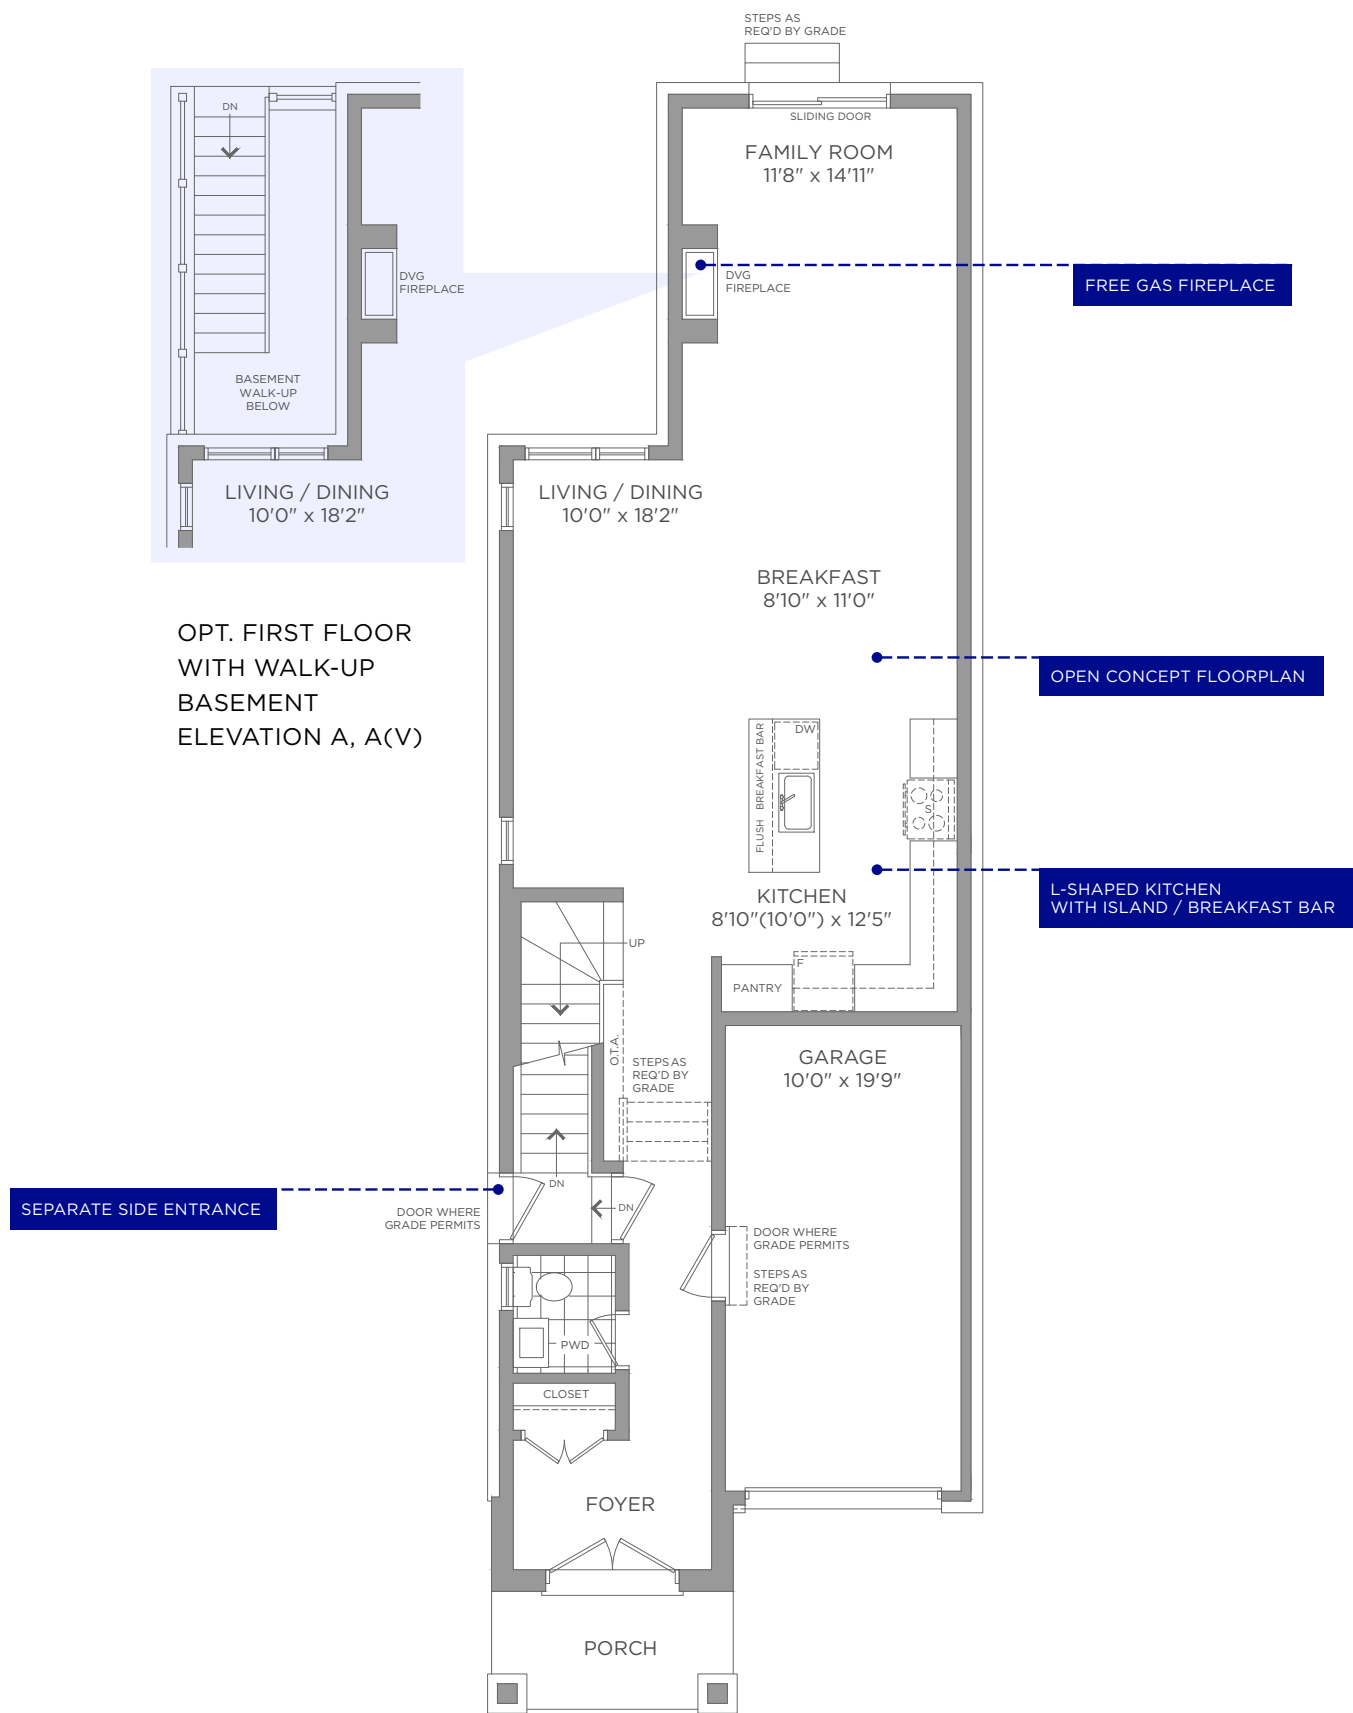 STEPS AS
REQ'D BY GRADE
SLIDING DOOR
FAMILY ROOM
11'8" x 14'11"
DN
DVG
FIREPLACE
DVG
FIREPLACE
FREE GAS FIREPLACE
BASEMENT
WALK-UP
BELOW
LIVING / DINING
10'0" x 18'2"
LIVING / DINING
10'0" x 18'2"
BREAKFAST
8'10" x 11'0"
OPT. FIRST FLOOR
WITH WALK-UP
BASEMENT
ELEVATION A, A(V)
OPEN CONCEPT FLOORPLAN
FLUSH BREAKFAST BAR
DW
S
L-SHAPED KITCHEN
WITH ISLAND / BREAKFAST BAR
KITCHEN
8'10"(10'0") x 12'5"
UP
F
PANTRY
O.T.A.
STEPS AS
REQ'D BY
GRADE
GARAGE
10'0" x 19'9"
DN
DN
SEPARATE SIDE ENTRANCE
DOOR WHERE
GRADE PERMITS
DOOR WHERE
GRADE PERMITS
STEPS AS
REQ'D BY
GRADE
PWD
CLOSET
FOYER
PORCH